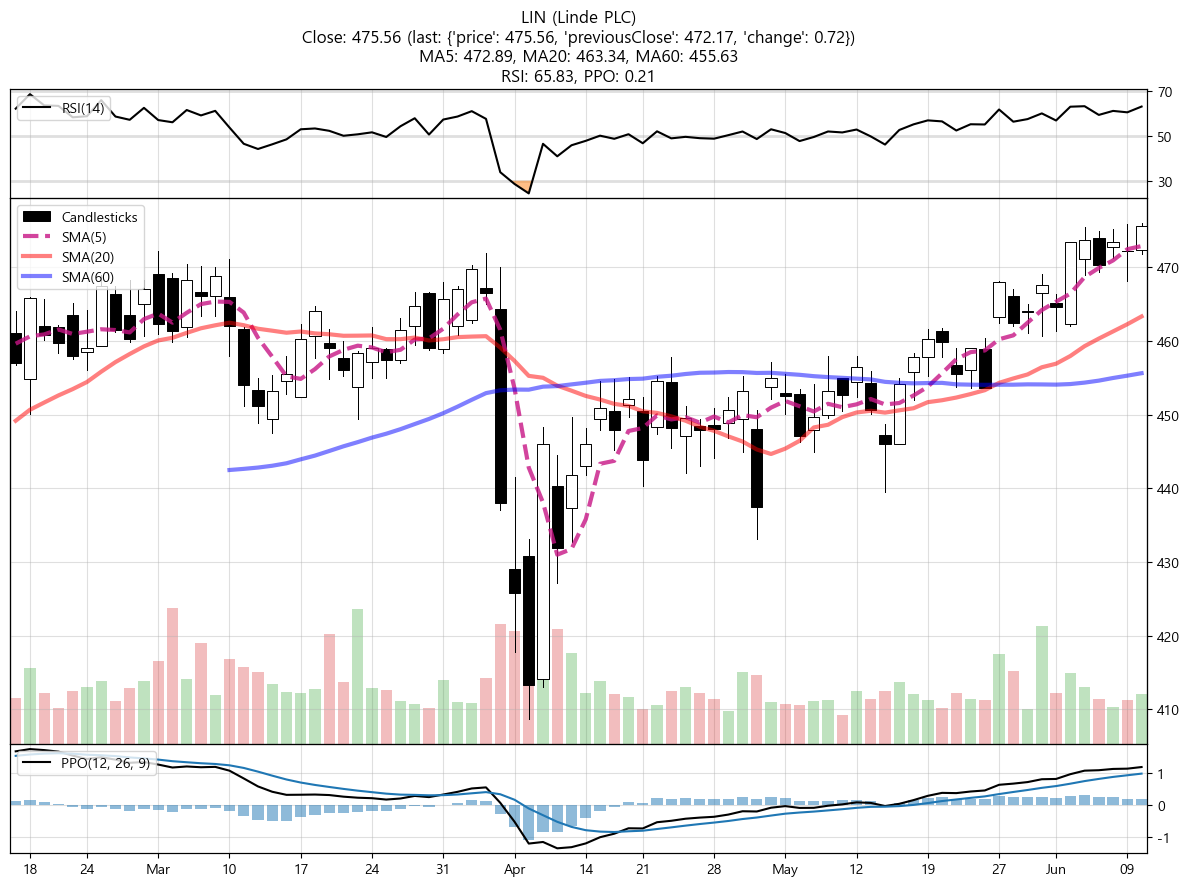 LIN (Linde PLC)
Close: 475.56 (last: {'price': 475.56, 'previousClose': 472.17, 'change': 0.72})
MA5: 472.89, MA20: 463.34, MA60: 455.63
RSI: 65.83, PPO: 0.21
RSI(14)
70
50
30
Candlesticks
SMA(5)
SMA(20)
SMA(60)
470
460
450
440
430
420
410
PPO(12, 26, 9)
1
0
-1
18 24 Mar 10 17 24 31 Apr 14 21 28 May 12 19 27 Jun 09